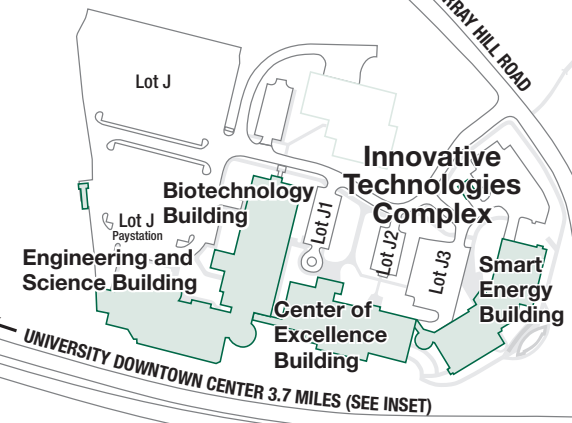 RRAY HILL ROAD
Lot J
Innovative
Technologies
Complex
Biotechnology
Building
Lot J
Paystation
Lot J1
Lot J2
Lot J3
Engineering and
Science Building
Smart
Energy
Building
Center of
Excellence
Building
UNIVERSITY DOWNTOWN CENTER 3.7 MILES (SEE INSET)